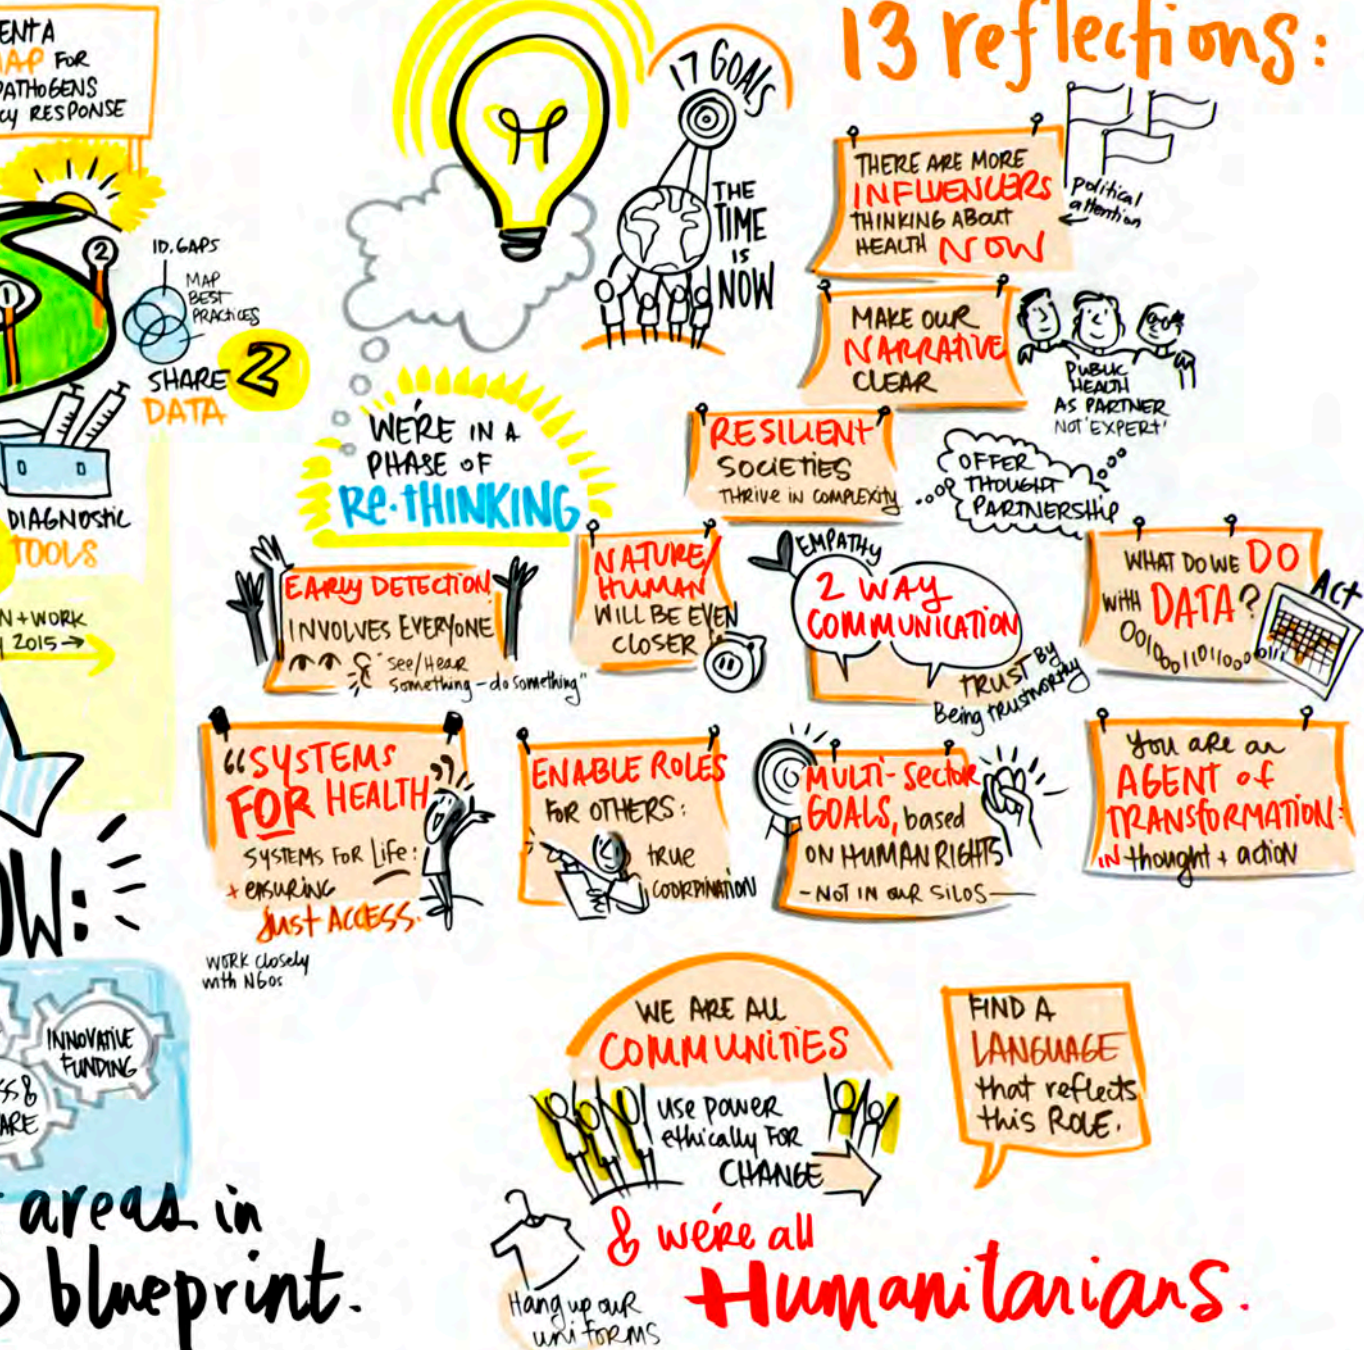 ENT A
MAP FOR
PATHOGENS
CY RESPONSE
2
1
ID. GAPS
MAP
BEST
PRACTICES
SHARE 2
DATA
DIAGNOSTIC
TOOLS
N + WORK
2015 →
OW:
INNOVATIVE
FUNDING
SS &
ARE
areas in
blueprint.
17 GOALS
THE
TIME
IS
NOW
WE'RE IN A
PHASE OF
RE-THINKING
13 reflections:
THERE ARE MORE
INFLUENCERS
THINKING ABOUT
HEALTH NOW
political
attention
MAKE OUR
NARRATIVE
CLEAR
PUBLIC
HEALTH
AS PARTNER
NOT 'EXPERT'
RESILIENT
SOCIETIES
THRIVE IN COMPLEXITY
OFFER
THOUGHT
PARTNERSHIP
EARLY DETECTION
INVOLVES EVERYONE
"See/Hear
Something – do something"
NATURE/
HUMAN
WILL BE EVEN
CLOSER
EMPATHY
2 WAY
COMMUNICATION
TRUST BY
Being TRUSTWORTHY
WHAT DO WE DO
with DATA?
Act
"SYSTEMS
FOR HEALTH"
SYSTEMS FOR Life:
+ ENSURING
Just ACCESS.
WORK closely
with NGOs
ENABLE ROLES
FOR OTHERS:
true
COORDINATION
MULTI-Sector
GOALS, based
ON HUMAN RIGHTS
– NOT IN OUR SILOS –
You are an
AGENT of
TRANSFORMATION:
IN thought + action
WE ARE ALL
COMMUNITIES
USE POWER
ethically FOR
CHANGE
FIND A
LANGUAGE
that reflects
this ROLE.
& we're all
Humanitarians.
Hang up our
uniforms